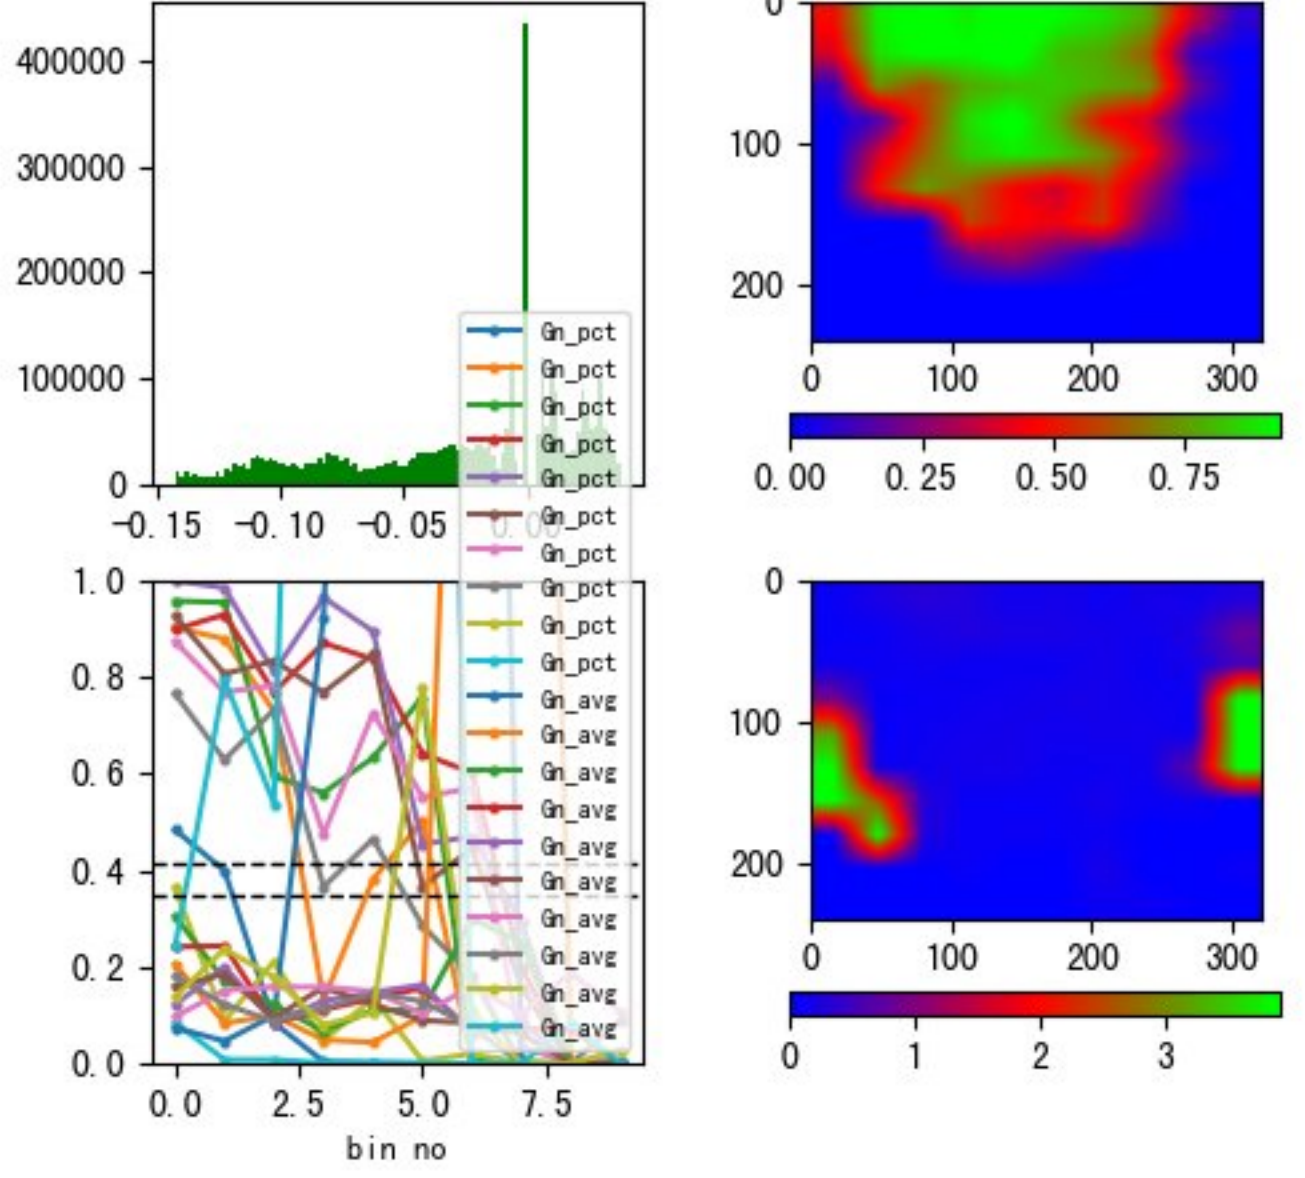 400000
300000
200000
100000
0
-0.15 -0.10 -0.05 0.00
0
100
200
0 100 200 300
0.00 0.25 0.50 0.75
Gn_pct
Gn_pct
Gn_pct
Gn_pct
Gn_pct
Gn_pct
Gn_pct
Gn_pct
Gn_pct
Gn_pct
Gn_avg
Gn_avg
Gn_avg
Gn_avg
Gn_avg
Gn_avg
Gn_avg
Gn_avg
Gn_avg
Gn_avg
1.0
0.8
0.6
0.4
0.2
0.0
0.0 2.5 5.0 7.5
bin no
0
100
200
0 100 200 300
0 1 2 3